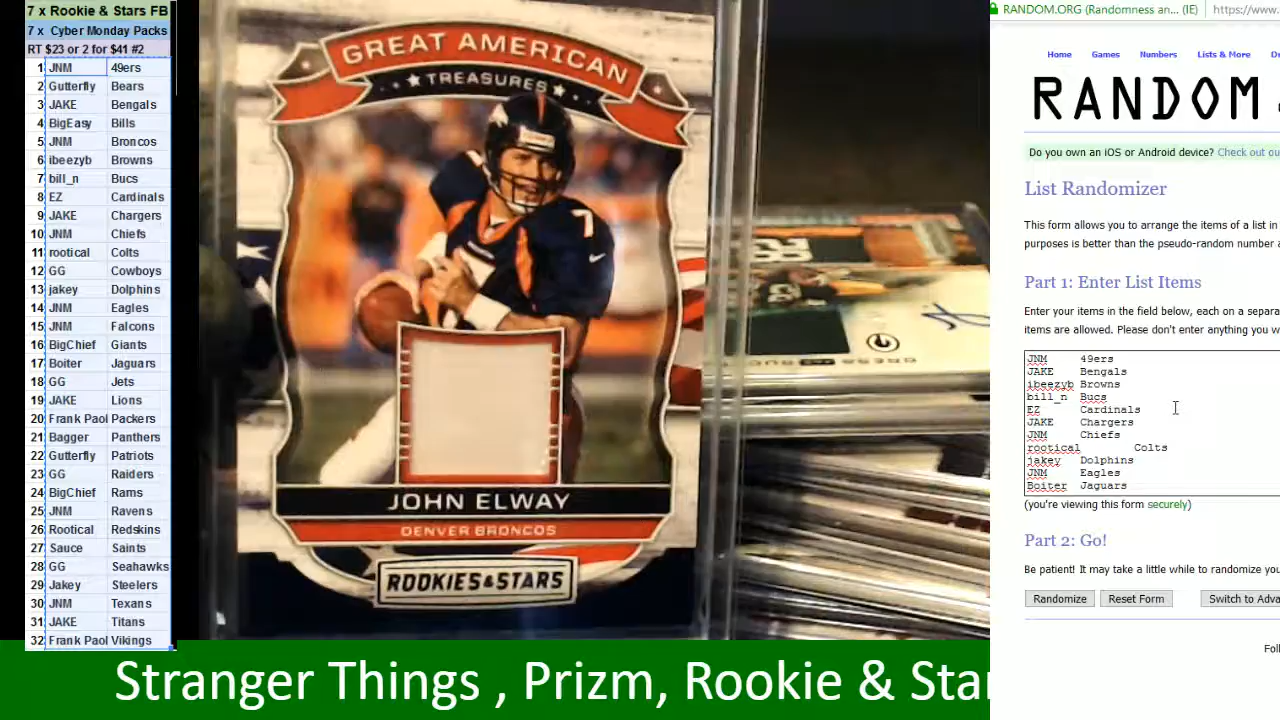 7 x Rookie & Stars FB
7 x Cyber Monday Packs
RT $23 or 2 for $41 #2
1 JNM 49ers
2 Gutterfly Bears
3 JAKE Bengals
4 BigEasy Bills
5 JNM Broncos
6 ibeezyb Browns
7 bill_n Bucs
8 EZ Cardinals
9 JAKE Chargers
10 JNM Chiefs
11 rootical Colts
12 GG Cowboys
13 jakey Dolphins
14 JNM Eagles
15 JNM Falcons
16 BigChief Giants
17 Boiter Jaguars
18 GG Jets
19 JAKE Lions
20 Frank Paol Packers
21 Bagger Panthers
22 Gutterfly Patriots
23 GG Raiders
24 BigChief Rams
25 JNM Ravens
26 Rootical Redskins
27 Sauce Saints
28 GG Seahawks
29 Jakey Steelers
30 JNM Texans
31 JAKE Titans
32 Frank Paol Vikings
GREAT AMERICAN
TREASURES
7
JOHN ELWAY
DENVER BRONCOS
ROOKIES & STARS
Stranger Things , Prizm, Rookie & Sta
RANDOM.ORG (Randomness an... (IE) https://www.
Home Games Numbers Lists & More
RANDOM
Do you own an iOS or Android device? Check out ou
List Randomizer
This form allows you to arrange the items of a list in
purposes is better than the pseudo-random number a
Part 1: Enter List Items
Enter your items in the field below, each on a separa
items are allowed. Please don't enter anything you w
JNM 49ers
JAKE Bengals
ibeezyb Browns
bill_n Bucs
EZ Cardinals
JAKE Chargers
JNM Chiefs
rootical Colts
jakey Dolphins
JNM Eagles
Boiter Jaguars
(you're viewing this form securely)
Part 2: Go!
Be patient! It may take a little while to randomize you
Randomize Reset Form Switch to Adva
Foll